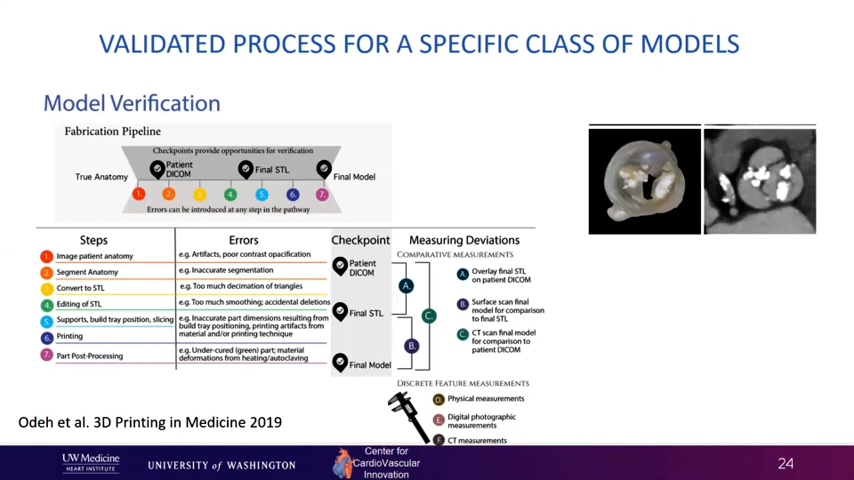 VALIDATED PROCESS FOR A SPECIFIC CLASS OF MODELS
Model Verification
Fabrication Pipeline
Checkpoints provide opportunities for verification
True Anatomy
Patient
DICOM
Final STL
Final Model
1. 2. 3. 4. 5. 6. 7.
Errors can be introduced at any step in the pathway
Steps Errors Checkpoint Measuring Deviations
1. Image patient anatomy e.g. Artifacts, poor contrast opacification
2. Segment Anatomy e.g. Inaccurate segmentation
3. Convert to STL e.g. Too much decimation of triangles
4. Editing of STL e.g. Too much smoothing; accidental deletions
5. Supports, build tray position, slicing e.g. Inaccurate part dimensions resulting from
build tray positioning, printing artifacts from
material and/or printing technique
6. Printing
7. Part Post-Processing e.g. Under-cured (green) part; material
deformations from heating/autoclaving
Patient
DICOM
Final STL
Final Model
COMPARATIVE MEASUREMENTS
A.
B.
C.
A. Overlay final STL
on patient DICOM
B. Surface scan final
model for comparison
to final STL
C. CT scan final model
for comparison to
patient DICOM
DISCRETE FEATURE MEASUREMENTS
D. Physical measurements
E. Digital photographic
measurements
F. CT measurements
Odeh et al. 3D Printing in Medicine 2019
UW Medicine
HEART INSTITUTE
UNIVERSITY of WASHINGTON
Center for
CardioVascular
Innovation
24